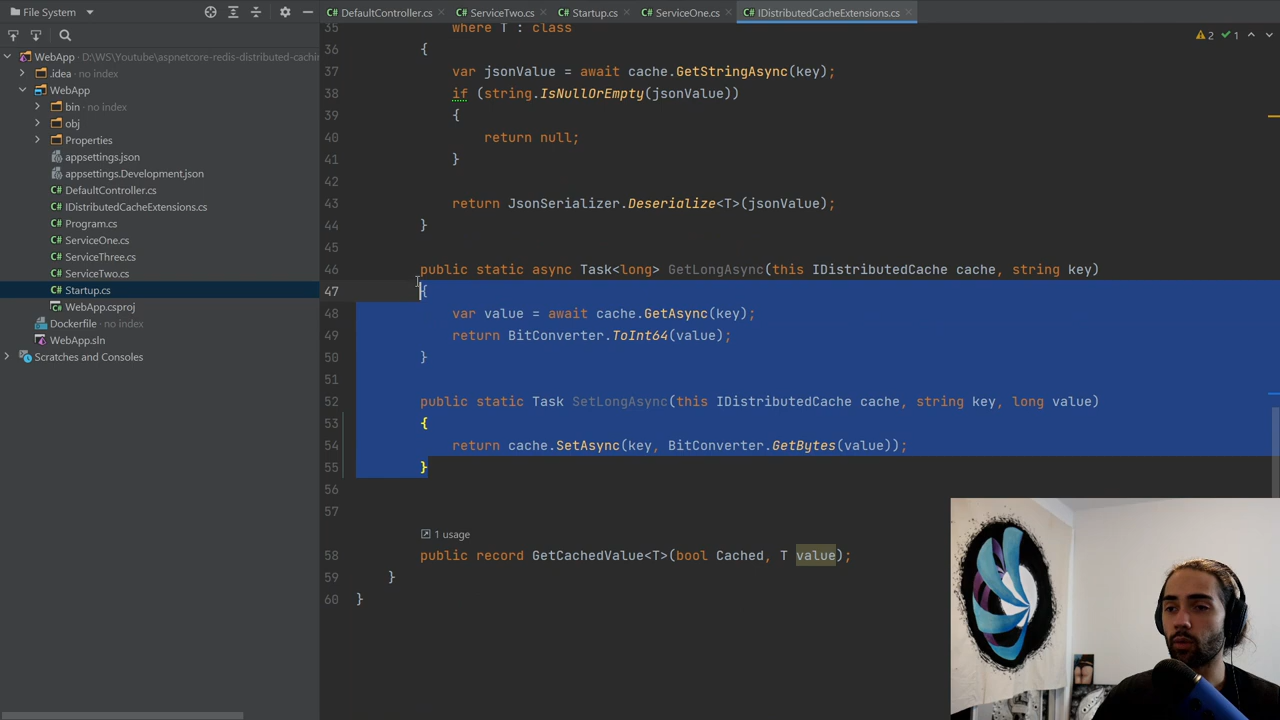 File System
DefaultController.cs
ServiceTwo.cs
Startup.cs
ServiceOne.cs
IDistributedCacheExtensions.cs
WebApp D:\WS\Youtube\aspnetcore-redis-distributed-cachin
.idea no index
WebApp
bin no index
obj
Properties
appsettings.json
appsettings.Development.json
C# DefaultController.cs
C# IDistributedCacheExtensions.cs
C# Program.cs
C# ServiceOne.cs
C# ServiceThree.cs
C# ServiceTwo.cs
C# Startup.cs
WebApp.csproj
Dockerfile no index
WebApp.sln
Scratches and Consoles
2 1
35 where T : class
36 {
37 var jsonValue = await cache.GetStringAsync(key);
38 if (string.IsNullOrEmpty(jsonValue))
39 {
40 return null;
41 }
42
43 return JsonSerializer.Deserialize<T>(jsonValue);
44 }
45
46 public static async Task<long> GetLongAsync(this IDistributedCache cache, string key)
47 {
48 var value = await cache.GetAsync(key);
49 return BitConverter.ToInt64(value);
50 }
51
52 public static Task SetLongAsync(this IDistributedCache cache, string key, long value)
53 {
54 return cache.SetAsync(key, BitConverter.GetBytes(value));
55 }
56
57
1 usage
58 public record GetCachedValue<T>(bool Cached, T value);
59 }
60 }